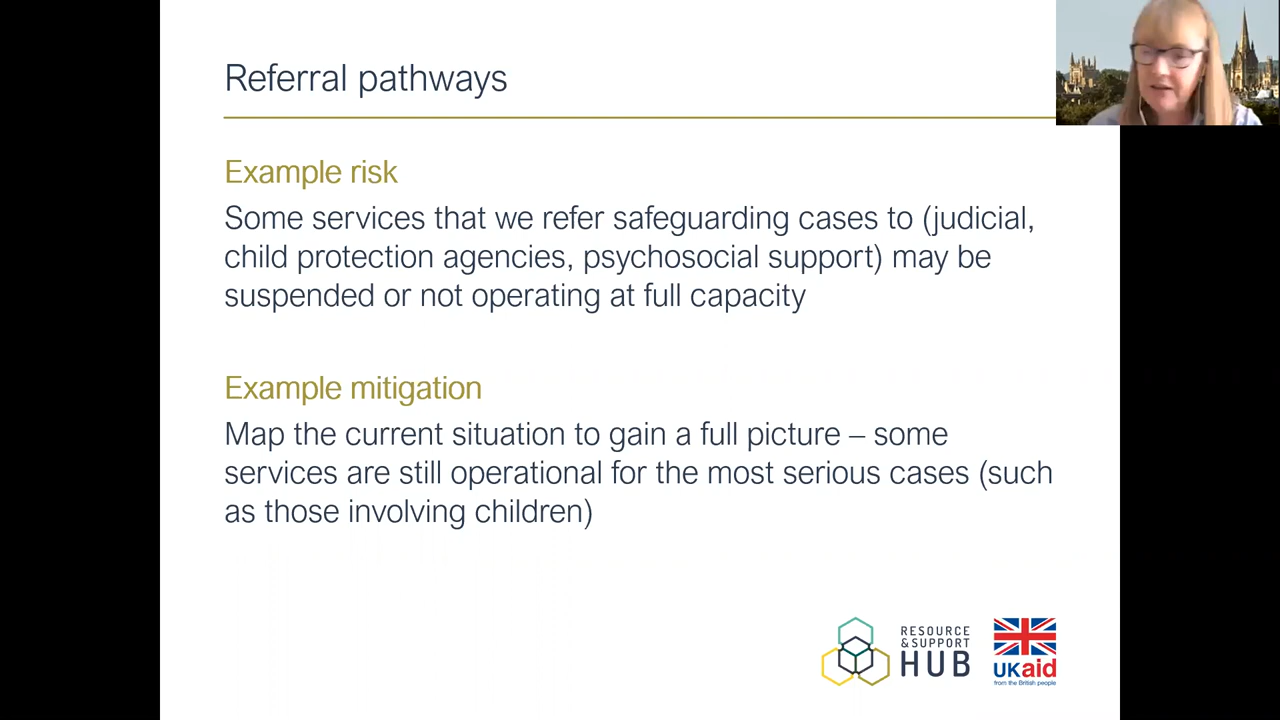 Referral pathways
Example risk
Some services that we refer safeguarding cases to (judicial,
child protection agencies, psychosocial support) may be
suspended or not operating at full capacity
Example mitigation
Map the current situation to gain a full picture – some
services are still operational for the most serious cases (such
as those involving children)
RESOURCE
&SUPPORT
HUB
UKaid
from the British people